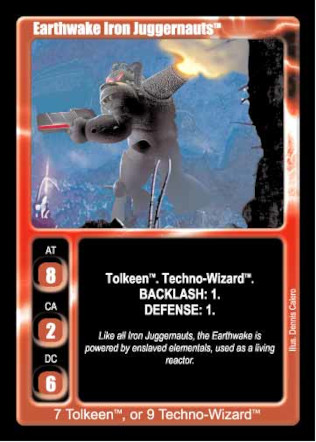 Earthwake Iron Juggernauts™
AT
8
CA
2
DC
6
Tolkeen™. Techno-Wizard™.
BACKLASH: 1.
DEFENSE: 1.
Like all Iron Juggernauts, the Earthwake is
powered by enslaved elementals, used as a living
reactor.
Illus. Dennis Calero
7 Tolkeen™, or 9 Techno-Wizard™